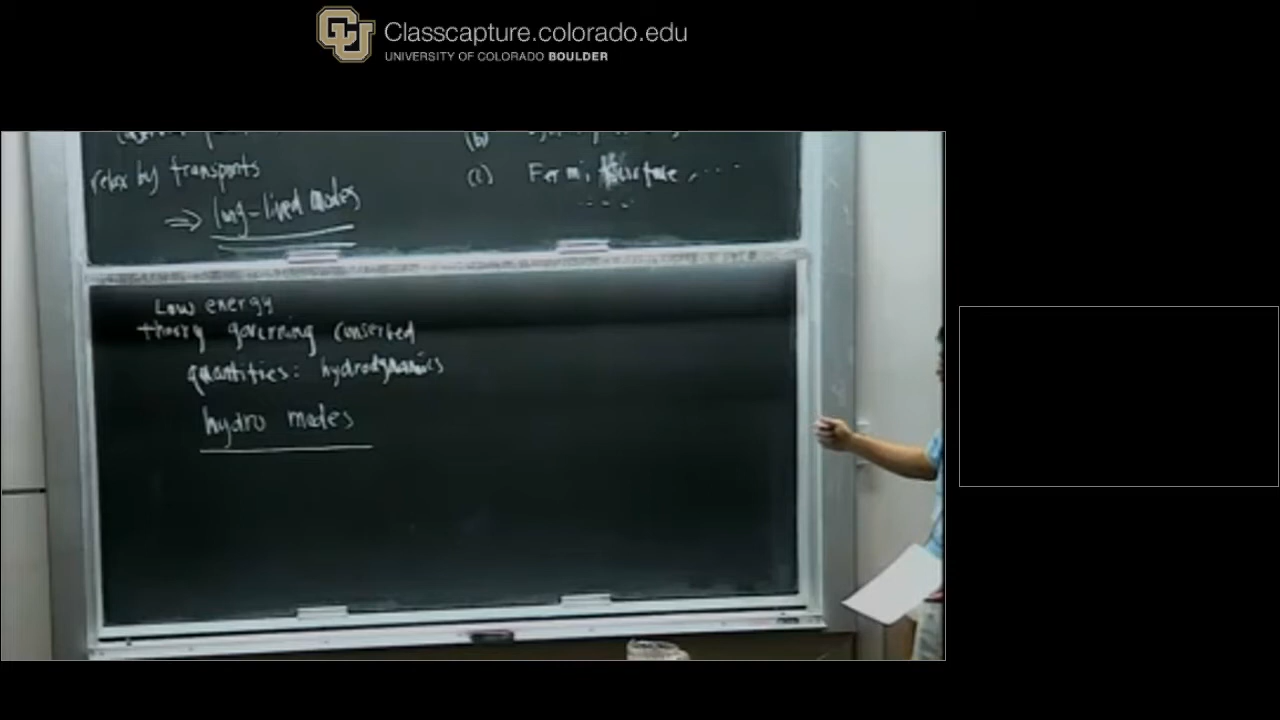 CU
Classcapture.colorado.edu
UNIVERSITY OF COLORADO BOULDER
relax by transports
⇒ long-lived modes
(b)
(c) Fermi surface, ....
....
Low energy
theory governing conserved
quantities: hydrodynamics
hydro modes